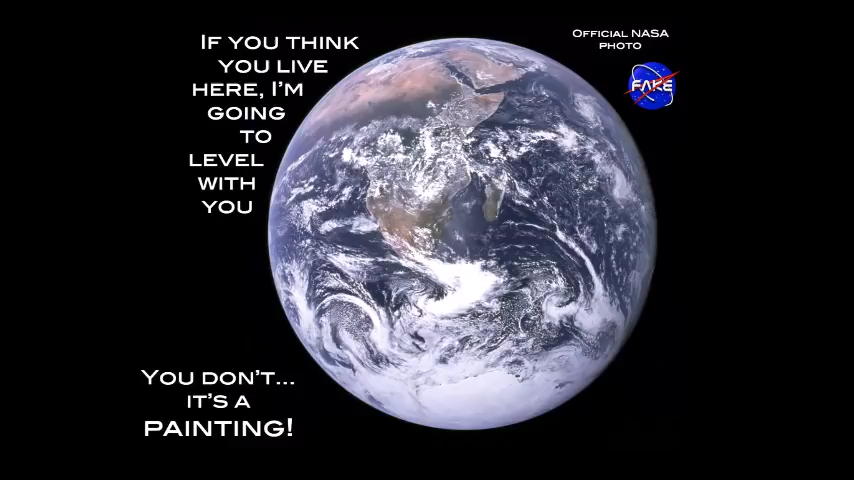 IF YOU THINK
YOU LIVE
HERE, I'M
GOING
TO
LEVEL
WITH
YOU
OFFICIAL NASA
PHOTO
FAKE
YOU DON'T...
IT'S A
PAINTING!